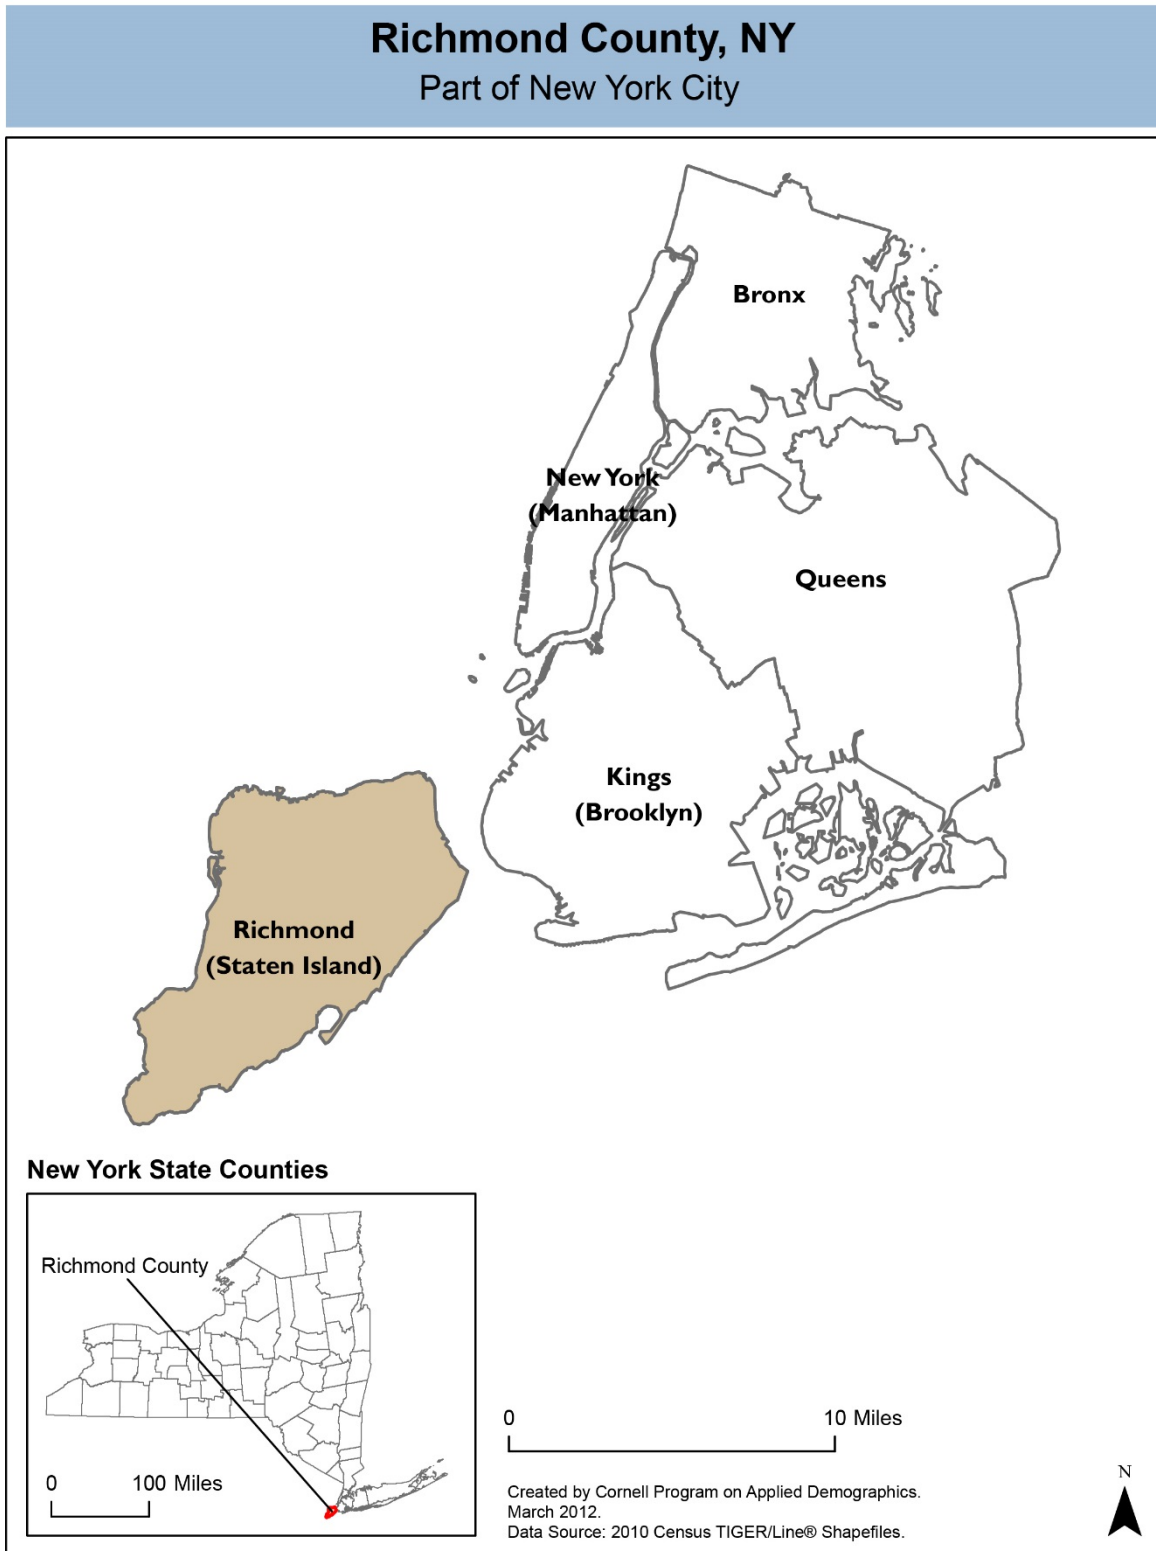 Richmond County, NY
Part of New York City
Bronx
New York
(Manhattan)
Queens
Kings
(Brooklyn)
Richmond
(Staten Island)
New York State Counties
Richmond County
0 100 Miles
0 10 Miles
Created by Cornell Program on Applied Demographics.
March 2012.
Data Source: 2010 Census TIGER/Line® Shapefiles.
N